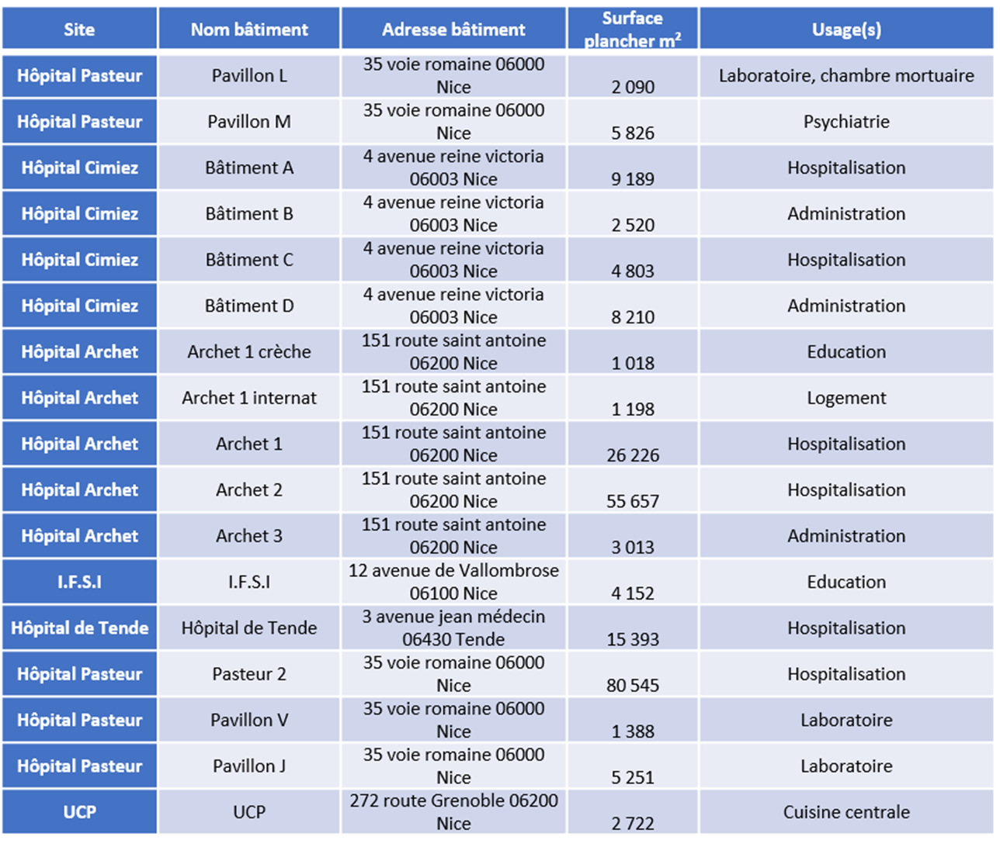 Site Nom bâtiment Adresse bâtiment Surface plancher m² Usage(s)
Hôpital Pasteur Pavillon L 35 voie romaine 06000 Nice 2 090 Laboratoire, chambre mortuaire
Hôpital Pasteur Pavillon M 35 voie romaine 06000 Nice 5 826 Psychiatrie
Hôpital Cimiez Bâtiment A 4 avenue reine victoria 06003 Nice 9 189 Hospitalisation
Hôpital Cimiez Bâtiment B 4 avenue reine victoria 06003 Nice 2 520 Administration
Hôpital Cimiez Bâtiment C 4 avenue reine victoria 06003 Nice 4 803 Hospitalisation
Hôpital Cimiez Bâtiment D 4 avenue reine victoria 06003 Nice 8 210 Administration
Hôpital Archet Archet 1 crèche 151 route saint antoine 06200 Nice 1 018 Education
Hôpital Archet Archet 1 internat 151 route saint antoine 06200 Nice 1 198 Logement
Hôpital Archet Archet 1 151 route saint antoine 06200 Nice 26 226 Hospitalisation
Hôpital Archet Archet 2 151 route saint antoine 06200 Nice 55 657 Hospitalisation
Hôpital Archet Archet 3 151 route saint antoine 06200 Nice 3 013 Administration
I.F.S.I I.F.S.I 12 avenue de Vallombrose 06100 Nice 4 152 Education
Hôpital de Tende Hôpital de Tende 3 avenue jean médecin 06430 Tende 15 393 Hospitalisation
Hôpital Pasteur Pasteur 2 35 voie romaine 06000 Nice 80 545 Hospitalisation
Hôpital Pasteur Pavillon V 35 voie romaine 06000 Nice 1 388 Laboratoire
Hôpital Pasteur Pavillon J 35 voie romaine 06000 Nice 5 251 Laboratoire
UCP UCP 272 route Grenoble 06200 Nice 2 722 Cuisine centrale